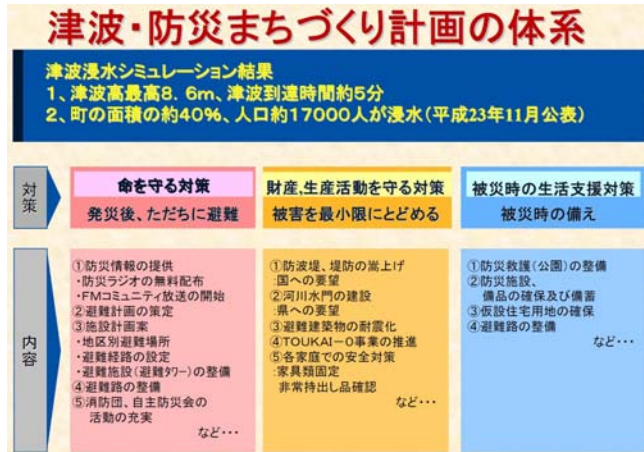 津波・防災まちづくり計画の体系
津波浸水シミュレーション結果
1、津波高最高8. 6m、津波到達時間約5分
2、町の面積の約40%、人口約17000人が浸水(平成23年11月公表)
対策
命を守る対策
発災後、ただちに避難
財産,生産活動を守る対策
被害を最小限にとどめる
被災時の生活支援対策
被災時の備え
内容
①防災情報の提供
・防災ラジオの無料配布
・FMコミュニティ放送の開始
②避難計画の策定
③施設計画案
・地区別避難場所
・避難経路の設定
・避難施設(避難タワー)の整備
④避難路の整備
⑤消防団、自主防災会の
活動の充実
など・・・
①防波堤、堤防の嵩上げ
:国への要望
②河川水門の建設
:県への要望
③避難建築物の耐震化
④TOUKAI-0事業の推進
⑤各家庭での安全対策
:家具類固定
非常持出し品確認
など・・・
①防災救護(公園)の整備
②防災施設、
備品の確保及び備蓄
③仮設住宅用地の確保
④避難路の整備
など・・・